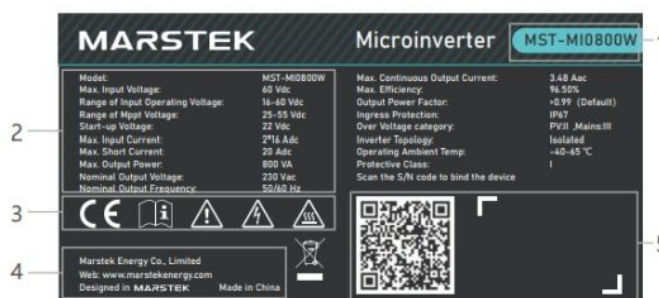 MARSTEK
Microinverter MST-MI0800W
Model: MST-MI0800W
Max. Input Voltage: 60 Vdc
Range of Input Operating Voltage: 16-60 Vdc
Range of Mppt Voltage: 25-55 Vdc
Start-up Voltage: 22 Vdc
Max. Input Current: 2*16 Adc
Max. Short Current: 20 Adc
Max. Output Power: 800 VA
Nominal Output Voltage: 230 Vac
Nominal Output Frequency: 50/60 Hz
Max. Continuous Output Current: 3.48 Aac
Max. Efficiency: 96.50%
Output Power Factor: >0.99 (Default)
Ingress Protection: IP67
Over Voltage category: PV:II ,Mains:III
Inverter Topology: Isolated
Operating Ambient Temp: -40-65 ℃
Protective Class: I
Scan the S/N code to bind the device
2
3
CE
4
Marstek Energy Co., Limited
Web: www.marstekenergy.com
Designed in MARSTEK Made in China